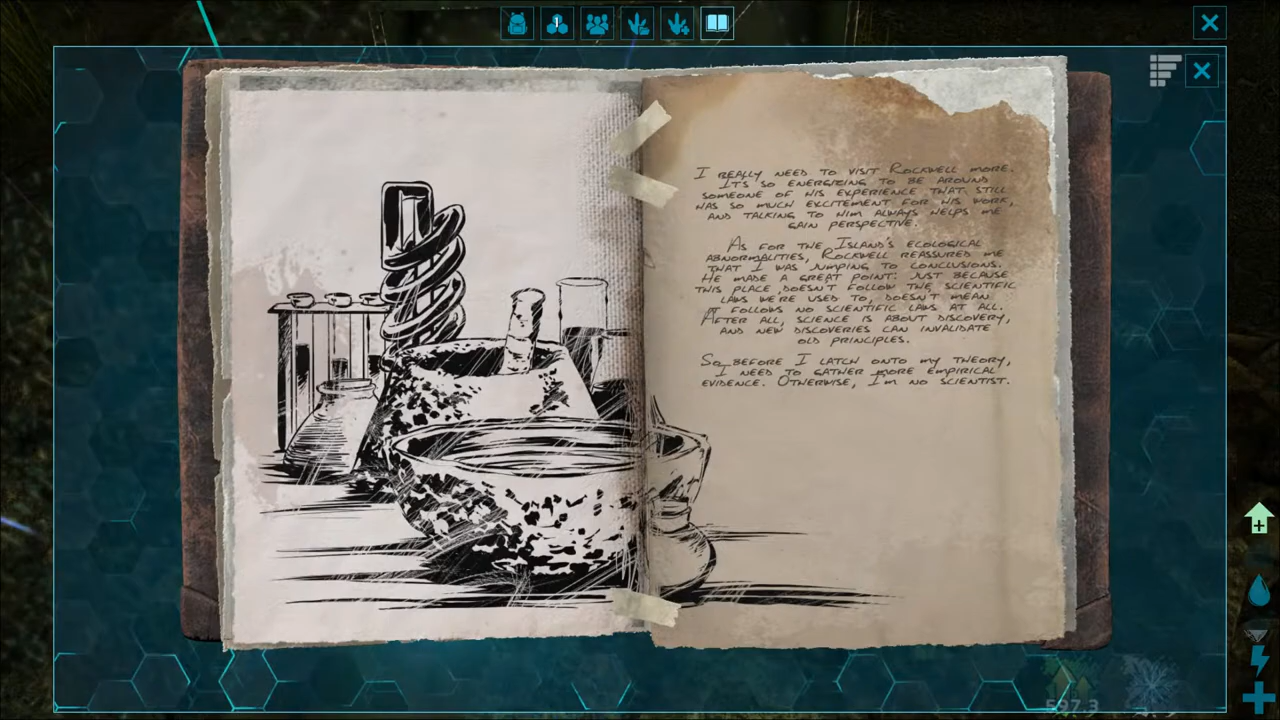 I really need to visit Rockwell more.
Its so energizing to be around
someone of his experience that still
has so much excitement for his work,
and talking to him always helps me
gain perspective.
As for the Island's ecological
abnormalities, Rockwell reassured me
that I was jumping to conclusions.
He made a great point: just because
this place doesn't follow the scientific
laws we're used to, doesn't mean
it follows no scientific laws at all.
After all, science is about discovery,
and new discoveries can invalidate
old principles.
So before I latch onto my theory,
I need to gather more empirical
evidence. Otherwise, I'm no scientist.
597.3